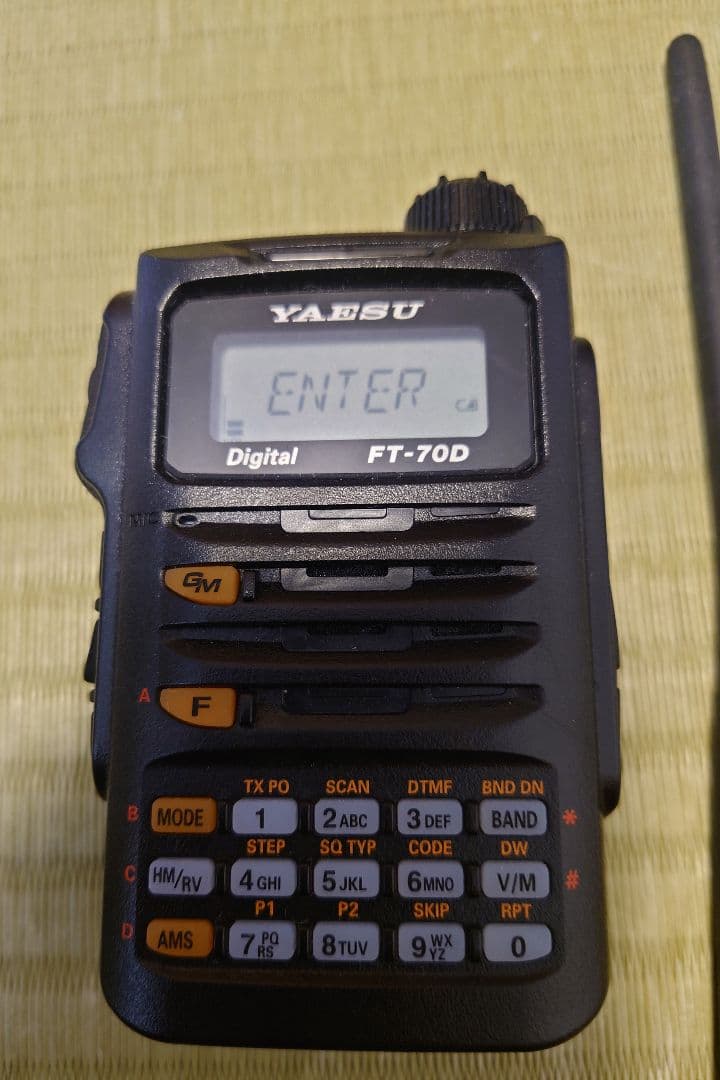 YAESU
ENTER
Digital FT-70D
MIC
GM
A F
TX PO SCAN DTMF BND DN
B MODE 1 2ABC 3DEF BAND *
STEP SQ TYP CODE DW
C HM/RV 4GHI 5JKL 6MNO V/M #
P1 P2 SKIP RPT
D AMS 7PQRS 8TUV 9WXYZ 0